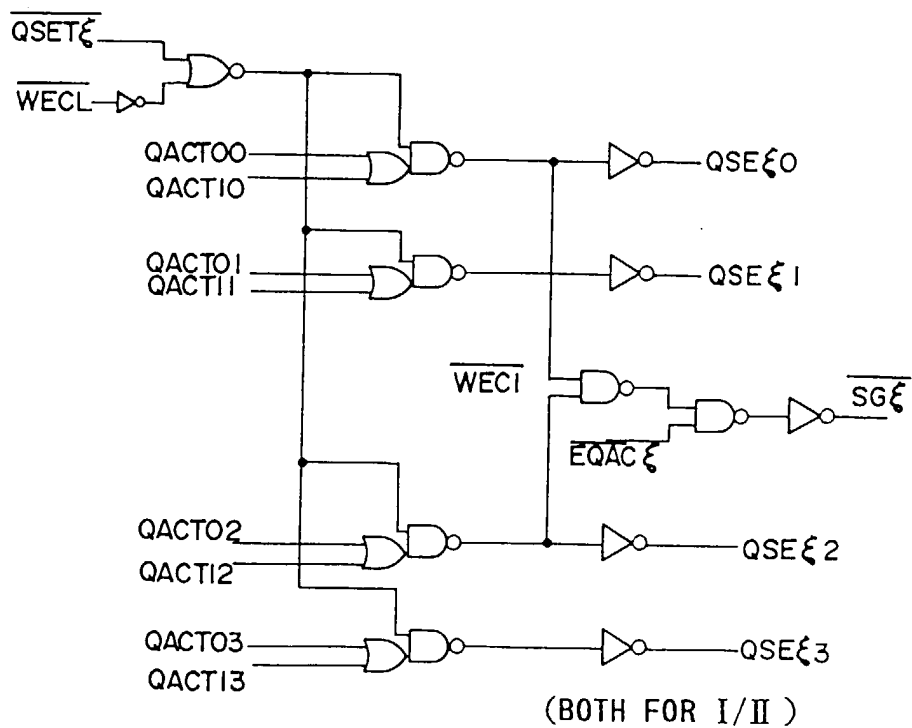 QSETξ
WECL
QACT00
QACT10
QSEξ0
QACT01
QACT11
QSEξ1
WEC1
SGξ
EQACξ
QACT02
QACT12
QSEξ2
QACT03
QACT13
QSEξ3
(BOTH FOR I/II)